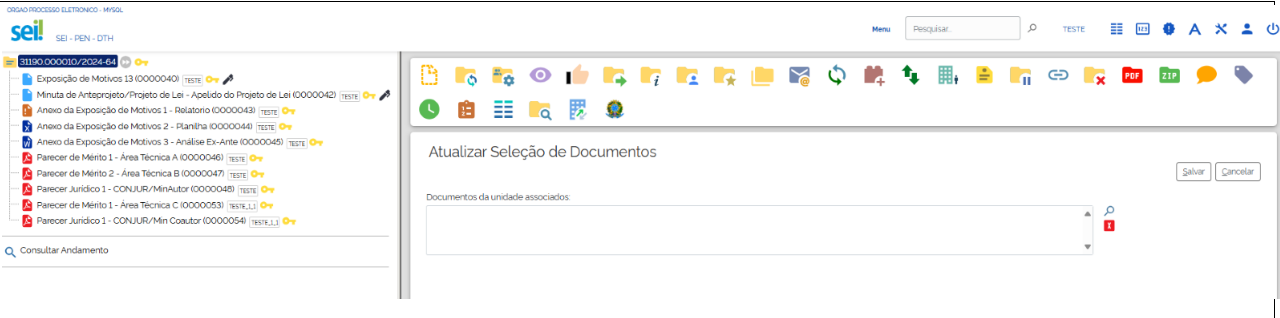 ORGAO PROCESSO ELETRONICO - MYSQL
sei! SEI - PEN - DTH
Menu Pesquisar... TESTE
31190.000010/2024-64
Exposição de Motivos 13 (0000040) TESTE
Minuta de Anteprojeto/Projeto de Lei - Apelido do Projeto de Lei (0000042) TESTE
Anexo da Exposição de Motivos 1 - Relatório (0000043) TESTE
Anexo da Exposição de Motivos 2 - Planilha (0000044) TESTE
Anexo da Exposição de Motivos 3 - Análise Ex-Ante (0000045) TESTE
Parecer de Mérito 1 - Área Técnica A (0000046) TESTE
Parecer de Mérito 2 - Área Técnica B (0000047) TESTE
Parecer Jurídico 1 - CONJUR/MinAutor (0000048) TESTE
Parecer de Mérito 1 - Área Técnica C (0000053) TESTE_1_1
Parecer Jurídico 1 - CONJUR/Min Coautor (0000054) TESTE_1_1
Consultar Andamento
PDF ZIP
Atualizar Seleção de Documentos
Salvar Cancelar
Documentos da unidade associados: